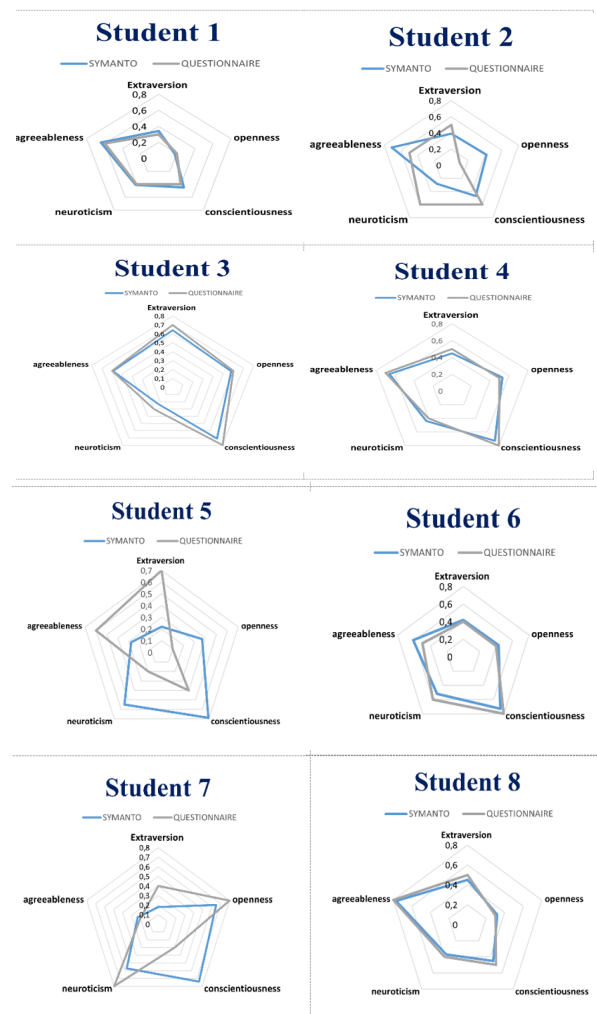 Student 1
SYMANTO QUESTIONNAIRE
Extraversion
0,8
0,6
0,4
0,2
0
agreeableness openness
neuroticism conscientiousness
Student 2
SYMANTO QUESTIONNAIRE
Extraversion
0,8
0,6
0,4
0,2
0
agreeableness openness
neuroticism conscientiousness
Student 3
SYMANTO QUESTIONNAIRE
Extraversion
0,8
0,7
0,6
0,5
0,4
0,3
0,2
0,1
0
agreeableness openness
neuroticism conscientiousness
Student 4
SYMANTO QUESTIONNAIRE
Extraversion
0,8
0,6
0,4
0,2
0
agreeableness openness
neuroticism conscientiousness
Student 5
SYMANTO QUESTIONNAIRE
Extraversion
0,7
0,6
0,5
0,4
0,3
0,2
0,1
0
agreeableness openness
neuroticism conscientiousness
Student 6
SYMANTO QUESTIONNAIRE
Extraversion
0,8
0,6
0,4
0,2
0
agreeableness openness
neuroticism conscientiousness
Student 7
SYMANTO QUESTIONNAIRE
Extraversion
0,8
0,7
0,6
0,5
0,4
0,3
0,2
0,1
0
agreeableness openness
neuroticism conscientiousness
Student 8
SYMANTO QUESTIONNAIRE
Extraversion
0,8
0,6
0,4
0,2
0
agreeableness openness
neuroticism conscientiousness